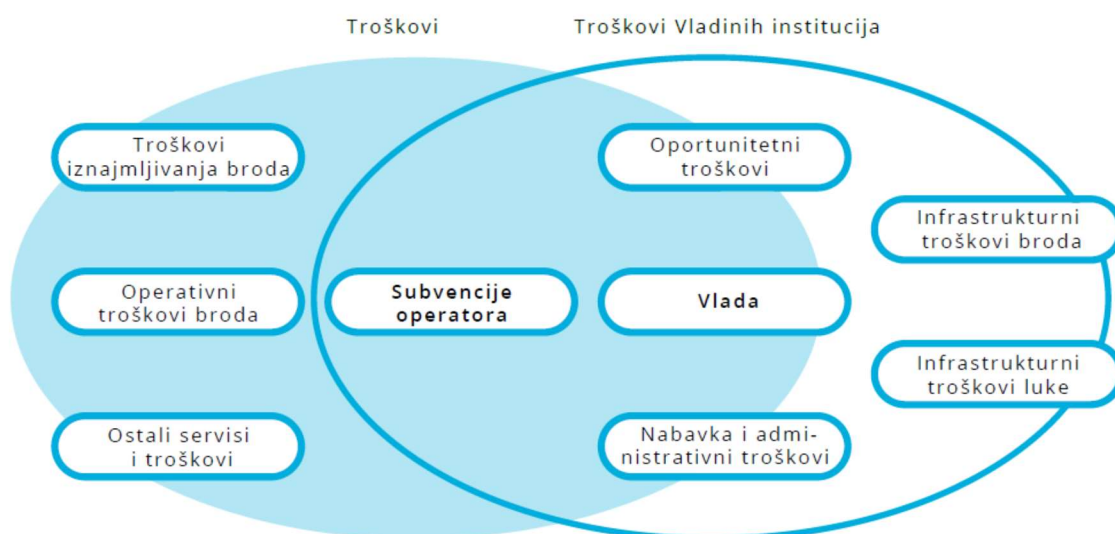 Troškovi
Troškovi Vladinih institucija
Troškovi
iznajmljivanja broda
Oportunitetni
troškovi
Infrastrukturni
troškovi broda
Operativni
troškovi broda
Subvencije
operatora
Vlada
Infrastrukturni
troškovi luke
Ostali servisi
i troškovi
Nabavka i admi-
nistrativni troškovi